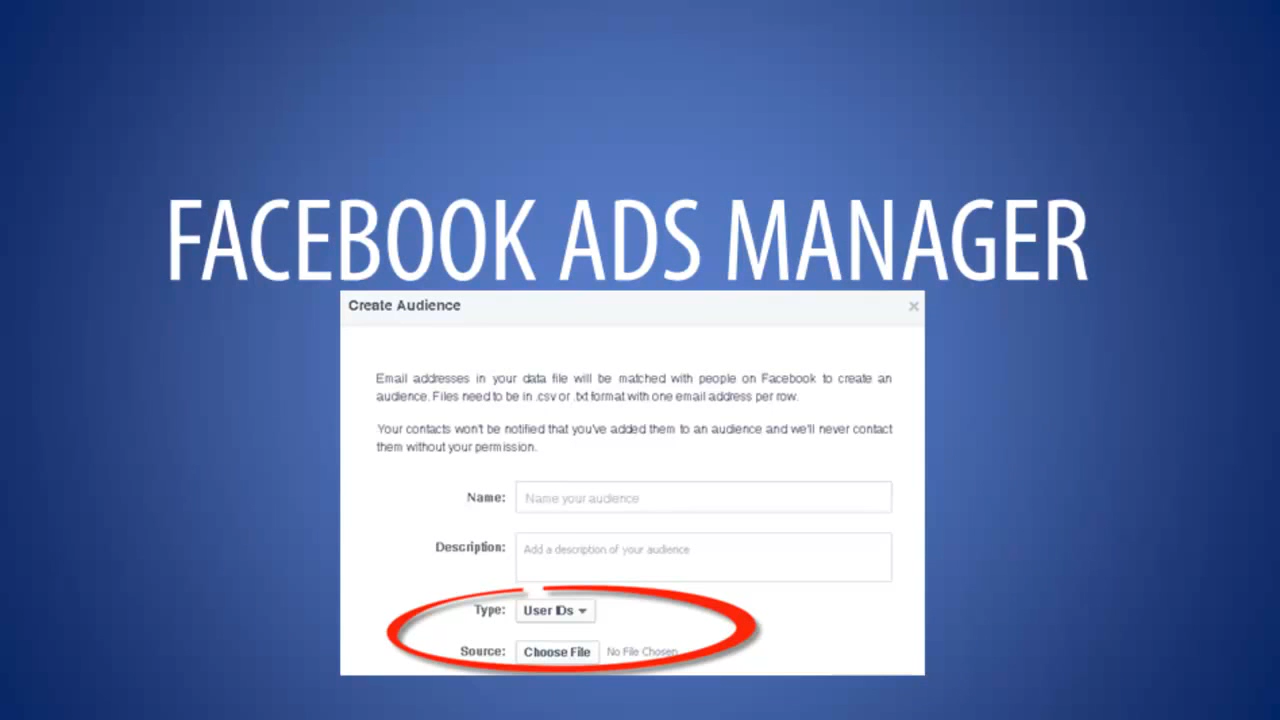 FACEBOOK ADS MANAGER
Create Audience
Email addresses in your data file will be matched with people on Facebook to create an
audience. Files need to be in .csv or .txt format with one email address per row.
Your contacts won't be notified that you've added them to an audience and we'll never contact
them without your permission.
Name: Name your audience
Description: Add a description of your audience
Type: User IDs
Source: Choose File No File Chosen